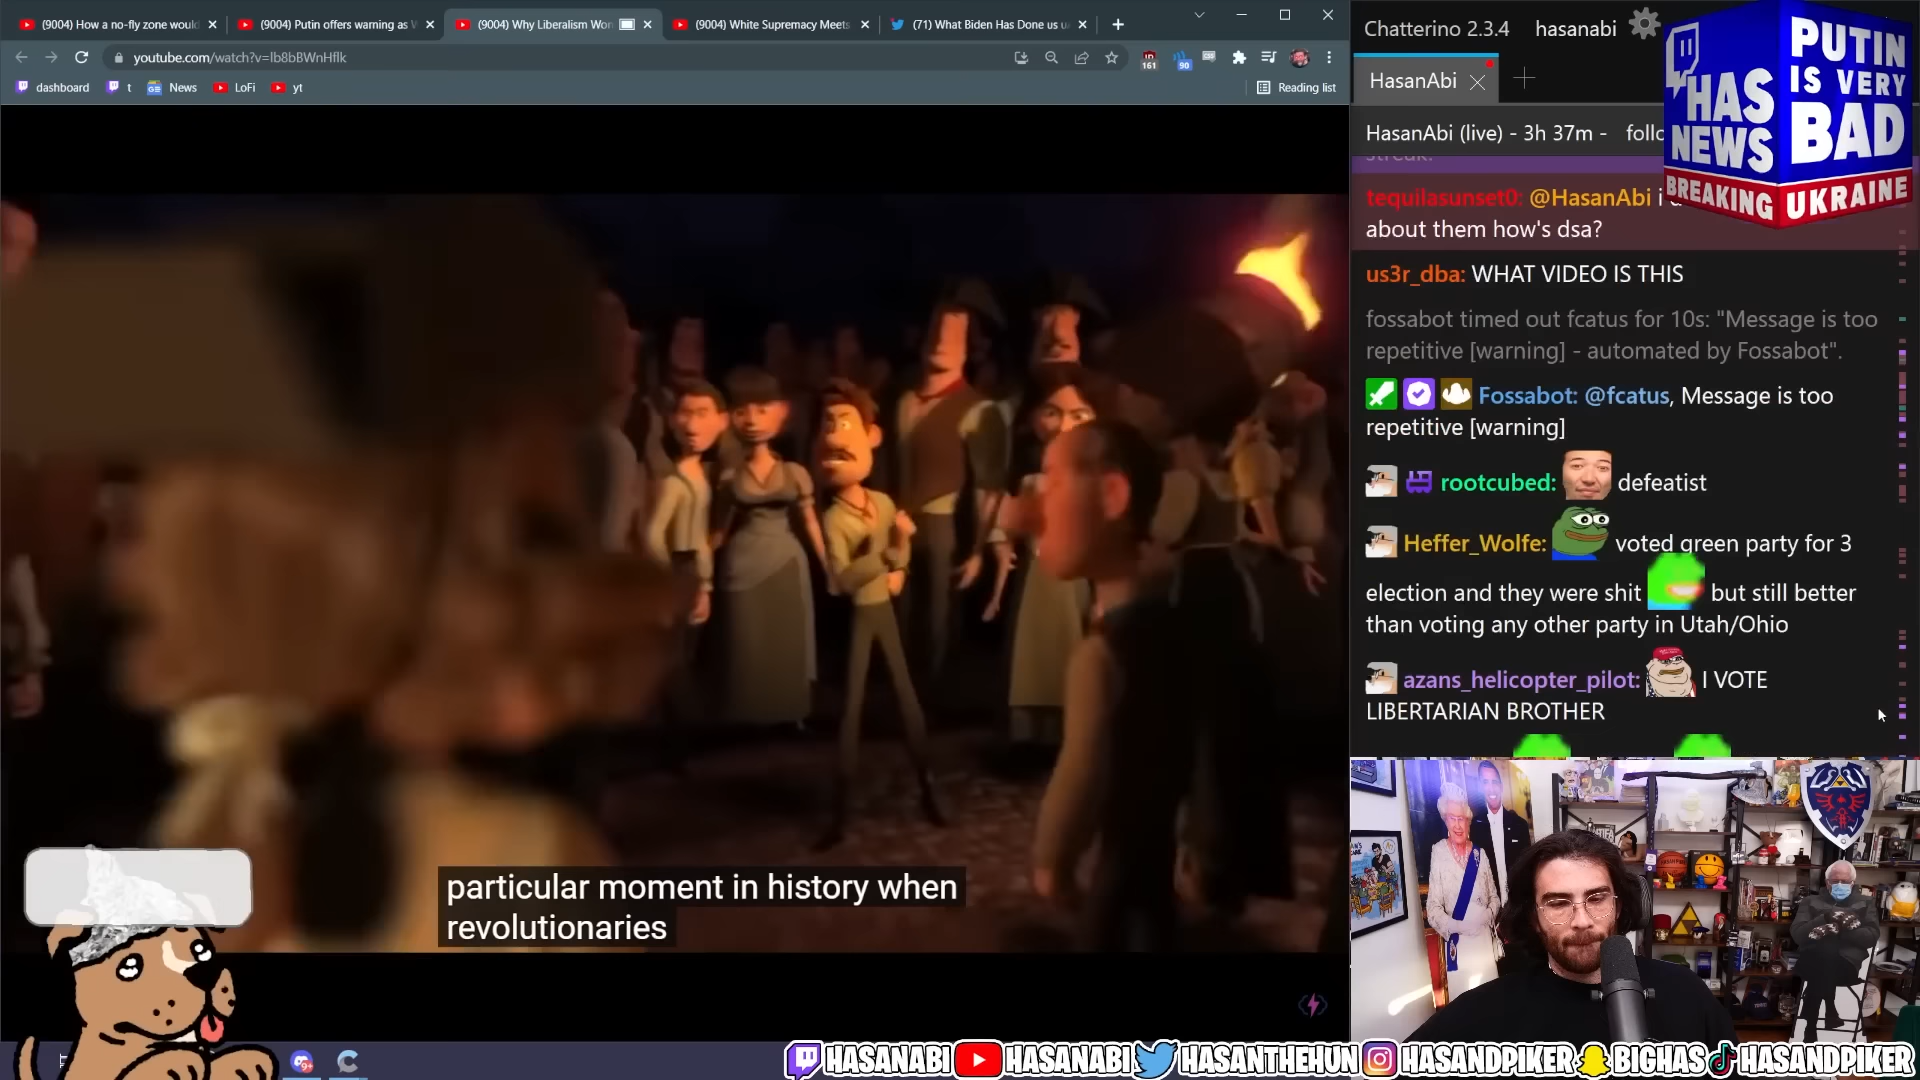 (9004) How a no-fly zone would
(9004) Putin offers warning as W
(9004) Why Liberalism Won
(9004) White Supremacy Meets
(71) What Biden Has Done us u
youtube.com/watch?v=lb8bBWnHflk
161
90
dashboard
t
News
LoFi
yt
Reading list
particular moment in history when
revolutionaries
Chatterino 2.3.4
hasanabi
HasanAbi
HasanAbi (live) - 3h 37m -
HAS
NEWS
PUTIN
IS VERY
BAD
BREAKING
UKRAINE
streak.
tequilasunset0: @HasanAbi i
about them how's dsa?
us3r_dba: WHAT VIDEO IS THIS
fossabot timed out fcatus for 10s: "Message is too
repetitive [warning] - automated by Fossabot".
Fossabot: @fcatus, Message is too
repetitive [warning]
rootcubed: defeatist
Heffer_Wolfe: voted green party for 3
election and they were shit but still better
than voting any other party in Utah/Ohio
azans_helicopter_pilot: I VOTE
LIBERTARIAN BROTHER
9+
HASANABI
HASANABI
HASANTHEHUN
HASANDPIKER
BIGHAS
HASANDPIKER